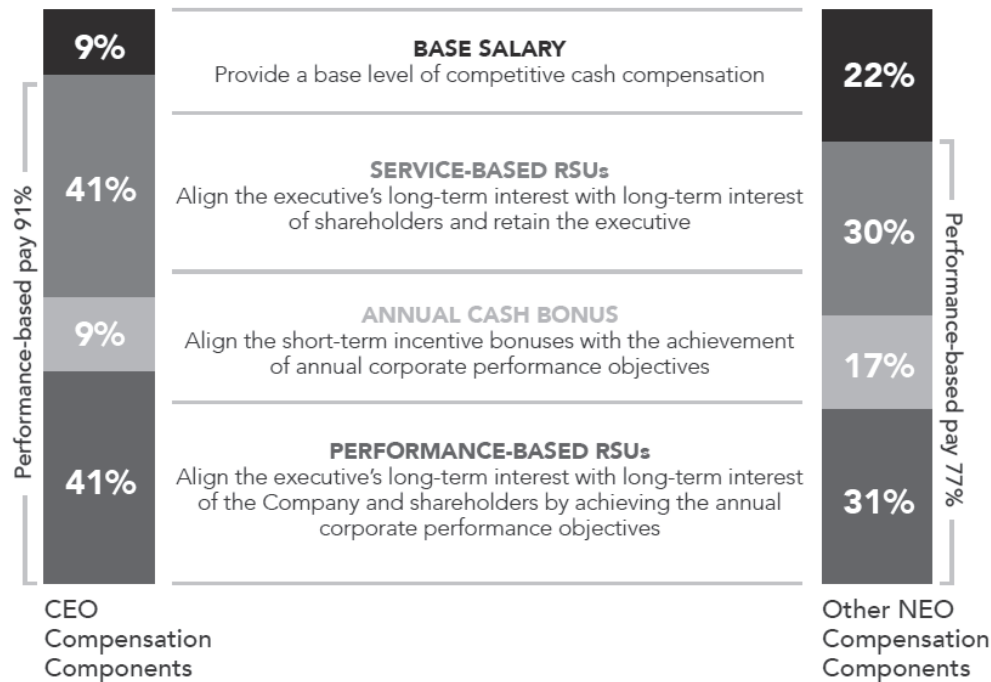 9%
BASE SALARY
Provide a base level of competitive cash compensation
22%
Performance-based pay 91%
41%
SERVICE-BASED RSUs
Align the executive’s long-term interest with long-term interest
of shareholders and retain the executive
30%
Performance-based pay 77%
9%
ANNUAL CASH BONUS
Align the short-term incentive bonuses with the achievement
of annual corporate performance objectives
17%
41%
PERFORMANCE-BASED RSUs
Align the executive’s long-term interest with long-term interest
of the Company and shareholders by achieving the annual
corporate performance objectives
31%
CEO
Compensation
Components
Other NEO
Compensation
Components